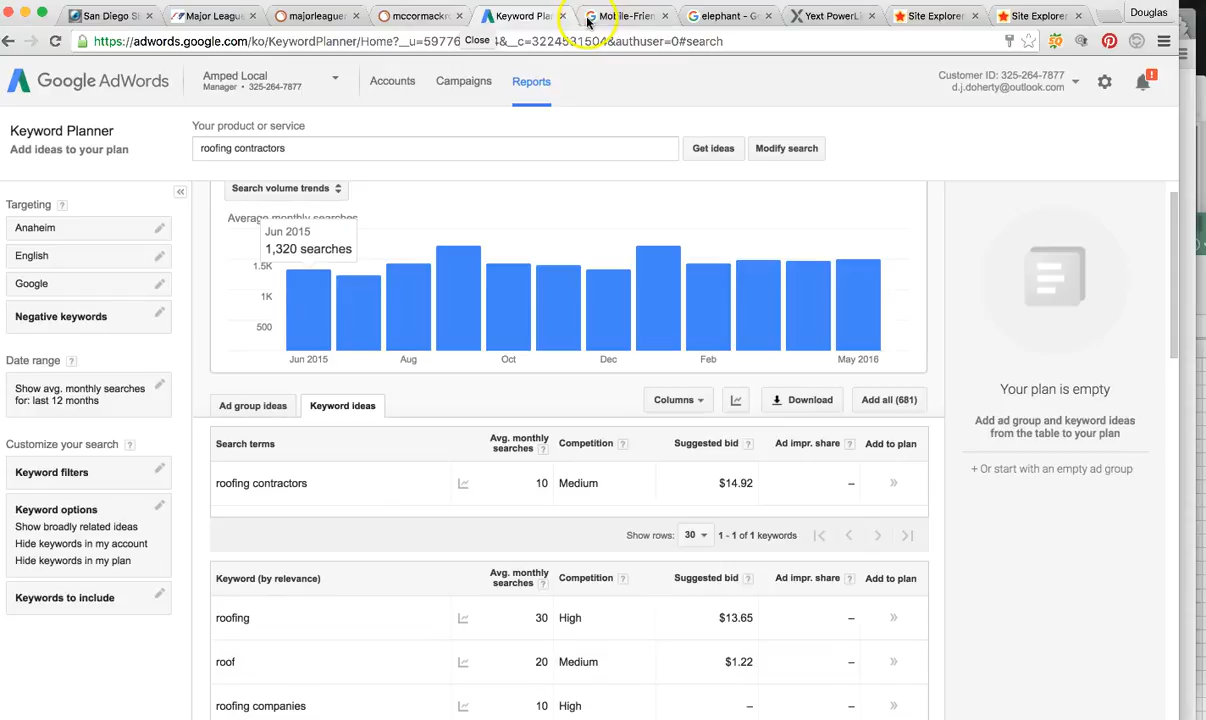 San Diego S
Major Leagu
majorleaguer
mccormackro
Keyword Plan
Mobile-Frien
elephant - G
Yext PowerLi
Site Explorer
Site Explorer
Douglas
https://adwords.google.com/ko/KeywordPlanner/Home?__u=59776
4&__c=3224531504&authuser=0#search
Close
Google AdWords
Amped Local
Manager • 325-264-7877
Accounts
Campaigns
Reports
Customer ID: 325-264-7877
d.j.doherty@outlook.com
Keyword Planner
Add ideas to your plan
Your product or service
roofing contractors
Get ideas
Modify search
Targeting ?
Anaheim
English
Google
Negative keywords
Date range ?
Show avg. monthly searches
for: last 12 months
Customize your search ?
Keyword filters
Keyword options
Show broadly related ideas
Hide keywords in my account
Hide keywords in my plan
Keywords to include
Search volume trends
Average monthly searches
Jun 2015
1,320 searches
1.5K
1K
500
Jun 2015 Aug Oct Dec Feb May 2016
Ad group ideas
Keyword ideas
Columns
Download
Add all (681)
Search terms Avg. monthly searches ? Competition ? Suggested bid ? Ad impr. share ? Add to plan
roofing contractors 10 Medium $14.92 – »
Show rows: 30 1 - 1 of 1 keywords
Keyword (by relevance) Avg. monthly searches ? Competition ? Suggested bid ? Ad impr. share ? Add to plan
roofing 30 High $13.65 – »
roof 20 Medium $1.22 – »
roofing companies 10 High – – »
Your plan is empty
Add ad group and keyword ideas
from the table to your plan
+ Or start with an empty ad group